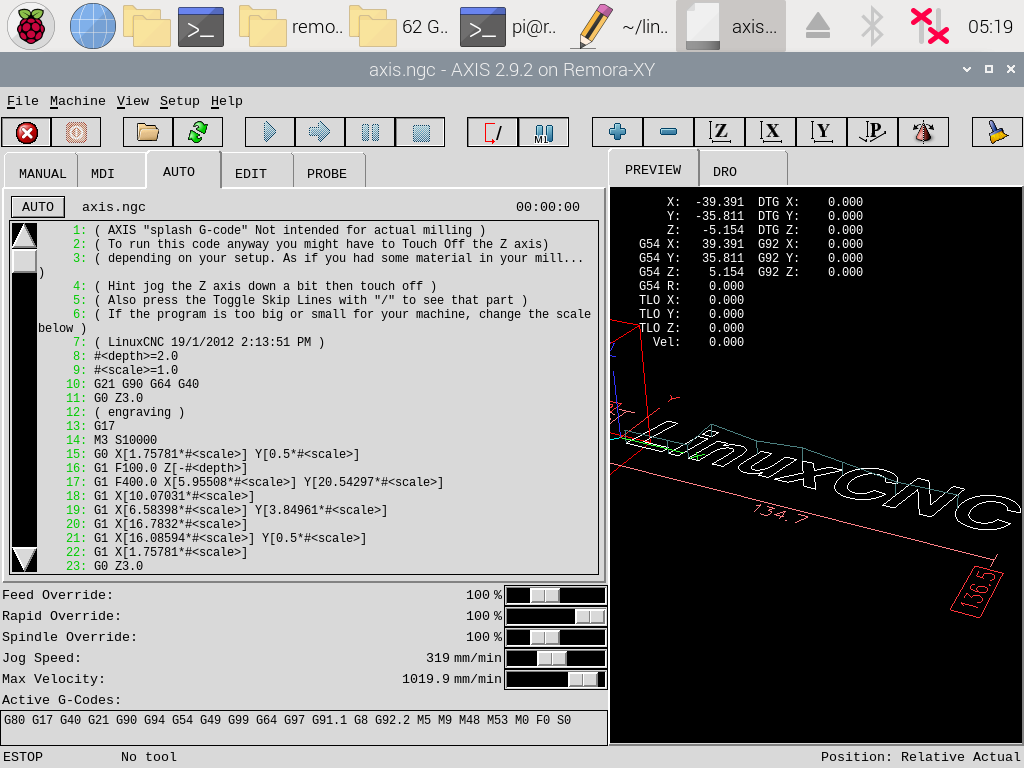 remo.. 62 G.. pi@r.. ~/lin.. axis... 05:19
axis.ngc - AXIS 2.9.2 on Remora-XY
File Machine View Setup Help
M1 Z X Y P
MANUAL MDI AUTO EDIT PROBE
AUTO axis.ngc 00:00:00
1: ( AXIS "splash G-code" Not intended for actual milling )
2: ( To run this code anyway you might have to Touch Off the Z axis)
3: ( depending on your setup. As if you had some material in your mill...
)
4: ( Hint jog the Z axis down a bit then touch off )
5: ( Also press the Toggle Skip Lines with "/" to see that part )
6: ( If the program is too big or small for your machine, change the scale
below )
7: ( LinuxCNC 19/1/2012 2:13:51 PM )
8: #<depth>=2.0
9: #<scale>=1.0
10: G21 G90 G64 G40
11: G0 Z3.0
12: ( engraving )
13: G17
14: M3 S10000
15: G0 X[1.75781*#<scale>] Y[0.5*#<scale>]
16: G1 F100.0 Z[-#<depth>]
17: G1 F400.0 X[5.95508*#<scale>] Y[20.54297*#<scale>]
18: G1 X[10.07031*#<scale>]
19: G1 X[6.58398*#<scale>] Y[3.84961*#<scale>]
20: G1 X[16.7832*#<scale>]
21: G1 X[16.08594*#<scale>] Y[0.5*#<scale>]
22: G1 X[1.75781*#<scale>]
23: G0 Z3.0
Feed Override: 100 %
Rapid Override: 100 %
Spindle Override: 100 %
Jog Speed: 319 mm/min
Max Velocity: 1019.9 mm/min
Active G-Codes:
G80 G17 G40 G21 G90 G94 G54 G49 G99 G64 G97 G91.1 G8 G92.2 M5 M9 M48 M53 M0 F0 S0
PREVIEW DRO
X: -39.391 DTG X: 0.000
Y: -35.811 DTG Y: 0.000
Z: -5.154 DTG Z: 0.000
G54 X: 39.391 G92 X: 0.000
G54 Y: 35.811 G92 Y: 0.000
G54 Z: 5.154 G92 Z: 0.000
G54 R: 0.000
TLO X: 0.000
TLO Y: 0.000
TLO Z: 0.000
Vel: 0.000
LinuxCNC
134.7
136.5
ESTOP No tool Position: Relative Actual